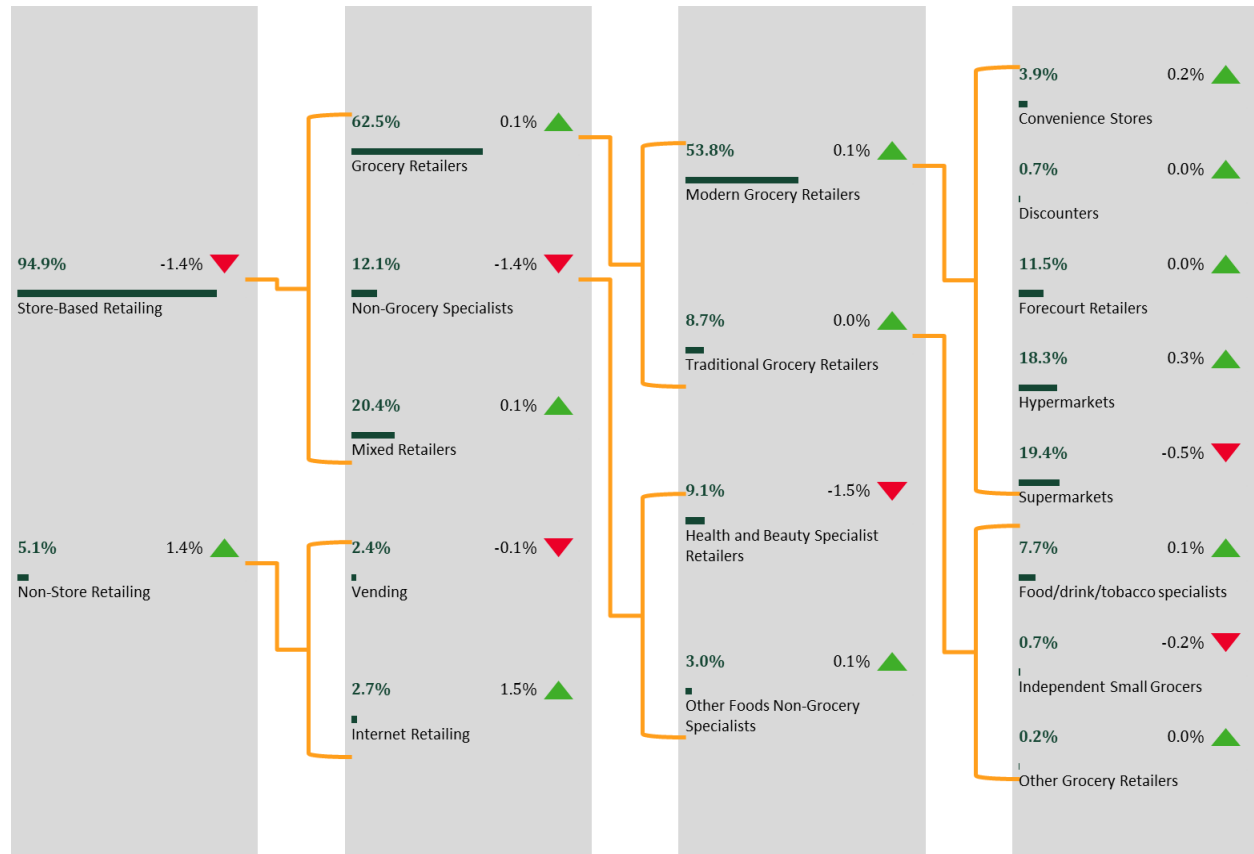 94.9% -1.4%
Store-Based Retailing
5.1% 1.4%
Non-Store Retailing
62.5% 0.1%
Grocery Retailers
12.1% -1.4%
Non-Grocery Specialists
20.4% 0.1%
Mixed Retailers
2.4% -0.1%
Vending
2.7% 1.5%
Internet Retailing
53.8% 0.1%
Modern Grocery Retailers
8.7% 0.0%
Traditional Grocery Retailers
9.1% -1.5%
Health and Beauty Specialist
Retailers
3.0% 0.1%
Other Foods Non-Grocery
Specialists
3.9% 0.2%
Convenience Stores
0.7% 0.0%
Discounters
11.5% 0.0%
Forecourt Retailers
18.3% 0.3%
Hypermarkets
19.4% -0.5%
Supermarkets
7.7% 0.1%
Food/drink/tobacco specialists
0.7% -0.2%
Independent Small Grocers
0.2% 0.0%
Other Grocery Retailers